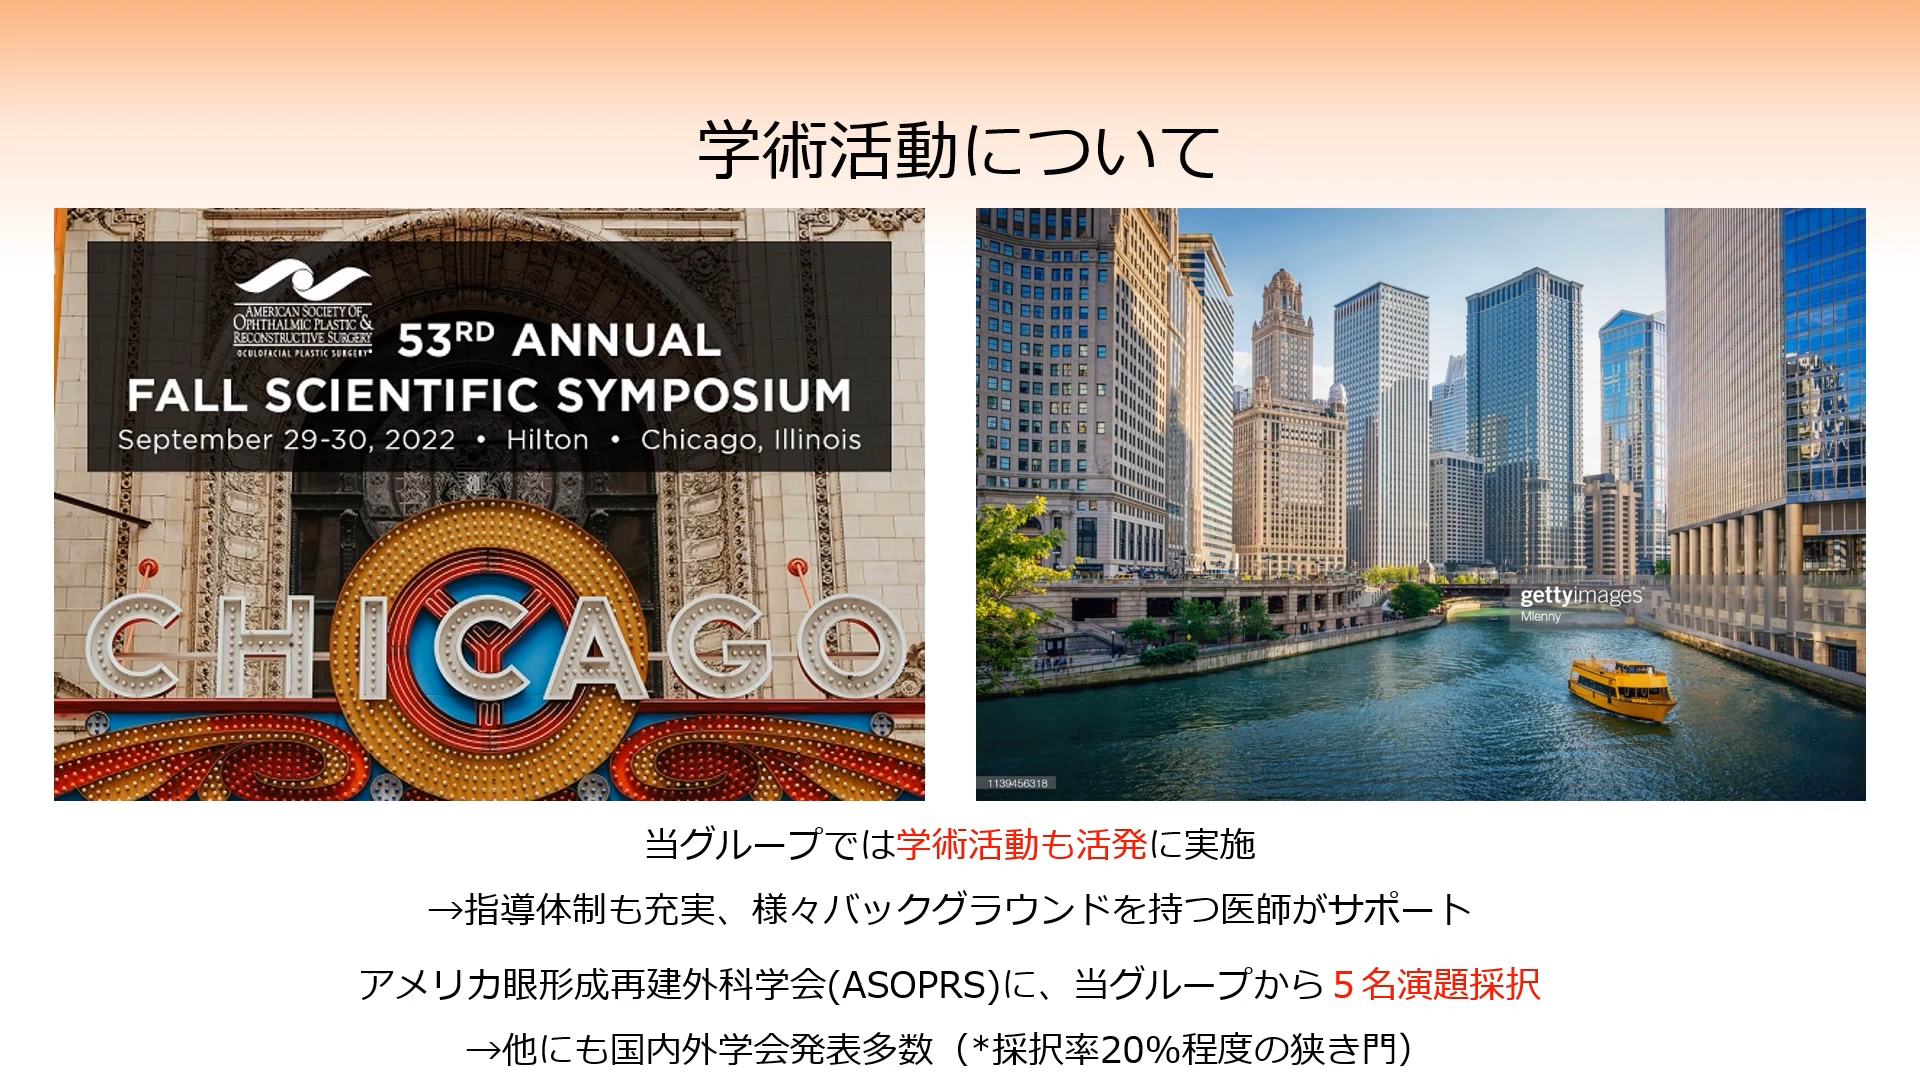 学術活動について
AMERICAN SOCIETY OF
OPHTHALMIC PLASTIC &
RECONSTRUCTIVE SURGERY
OCULOFACIAL PLASTIC SURGERY
53RD ANNUAL
FALL SCIENTIFIC SYMPOSIUM
September 29-30, 2022 • Hilton • Chicago, Illinois
CHICAGO
gettyimages
Mlenny
1139456318
当グループでは学術活動も活発に実施
→指導体制も充実、様々バックグラウンドを持つ医師がサポート
アメリカ眼形成再建外科学会(ASOPRS)に、当グループから５名演題採択
→他にも国内外学会発表多数（*採択率20%程度の狭き門）